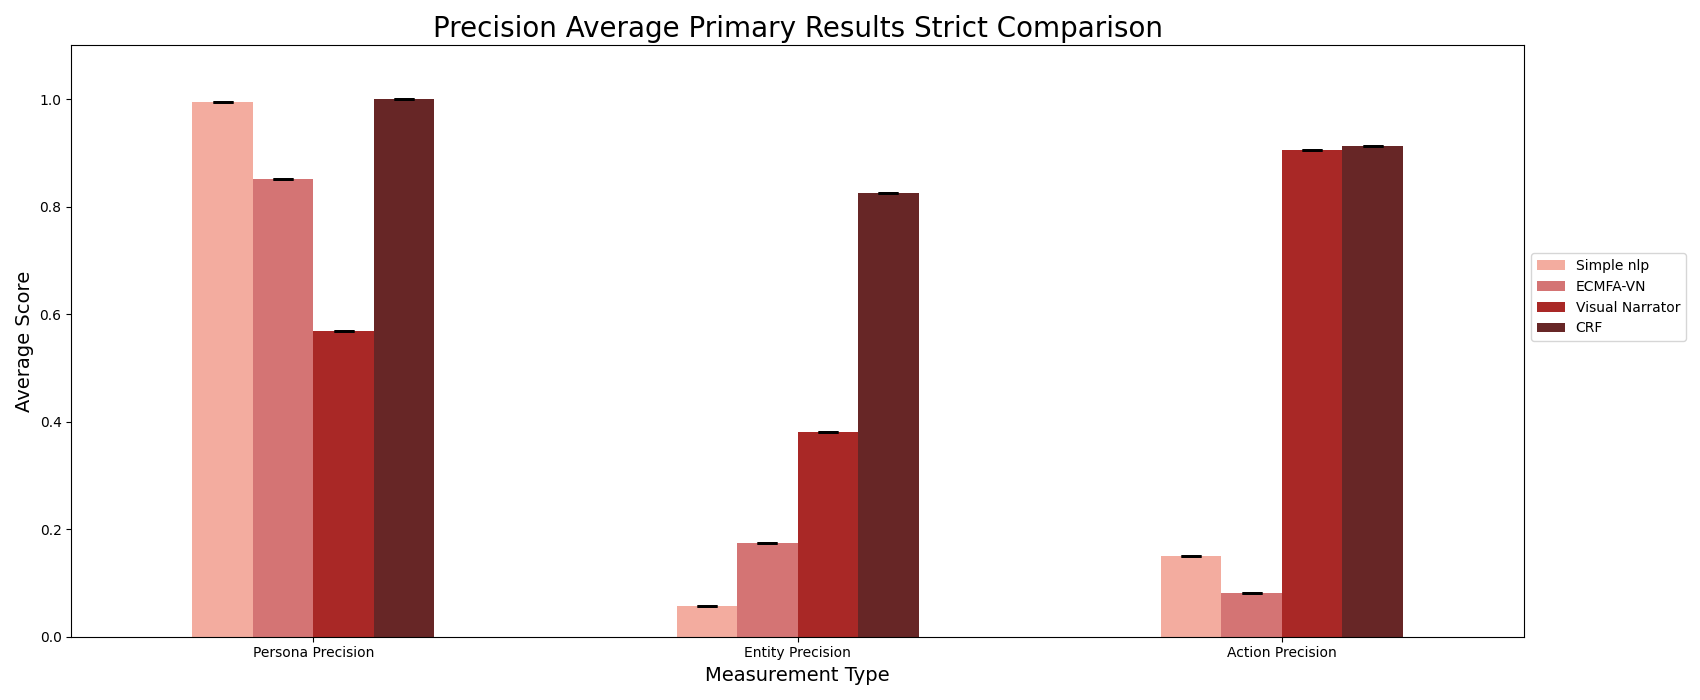 Precision Average Primary Results Strict Comparison
Average Score
1.0
0.8
0.6
0.4
0.2
0.0
Persona Precision
Entity Precision
Action Precision
Measurement Type
Simple nlp
ECMFA-VN
Visual Narrator
CRF